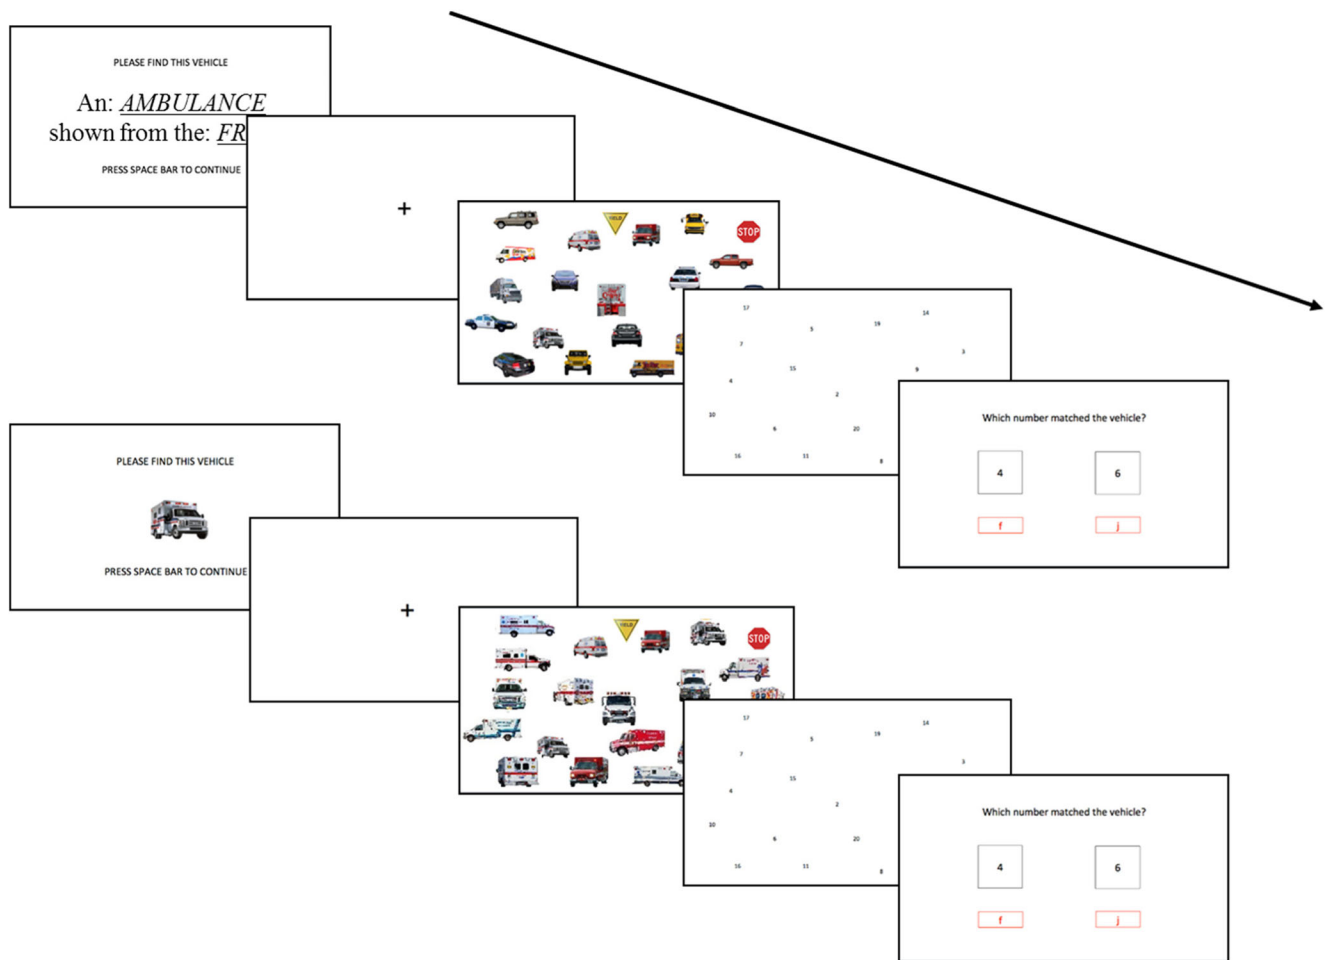 PLEASE FIND THIS VEHICLE
An: AMBULANCE
shown from the: FR
PRESS SPACE BAR TO CONTINUE
+
YIELD
STOP
17
14
5
19
7
3
15
9
4
2
10
6
20
16
11
8
Which number matched the vehicle?
4 6
f j
PLEASE FIND THIS VEHICLE
PRESS SPACE BAR TO CONTINUE
+
YIELD
STOP
17
14
5
19
7
3
15
4
2
10
6
20
16
11
8
Which number matched the vehicle?
4 6
f j